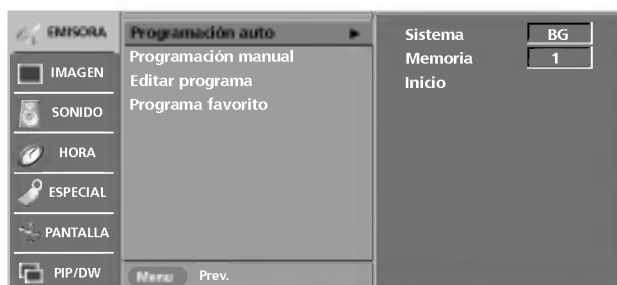 EMISORA
IMAGEN
SONIDO
HORA
ESPECIAL
PANTALLA
PIP/DW
Programación auto
Programación manual
Editar programa
Programa favorito
Menu Prev.
Sistema BG
Memoria 1
Inicio